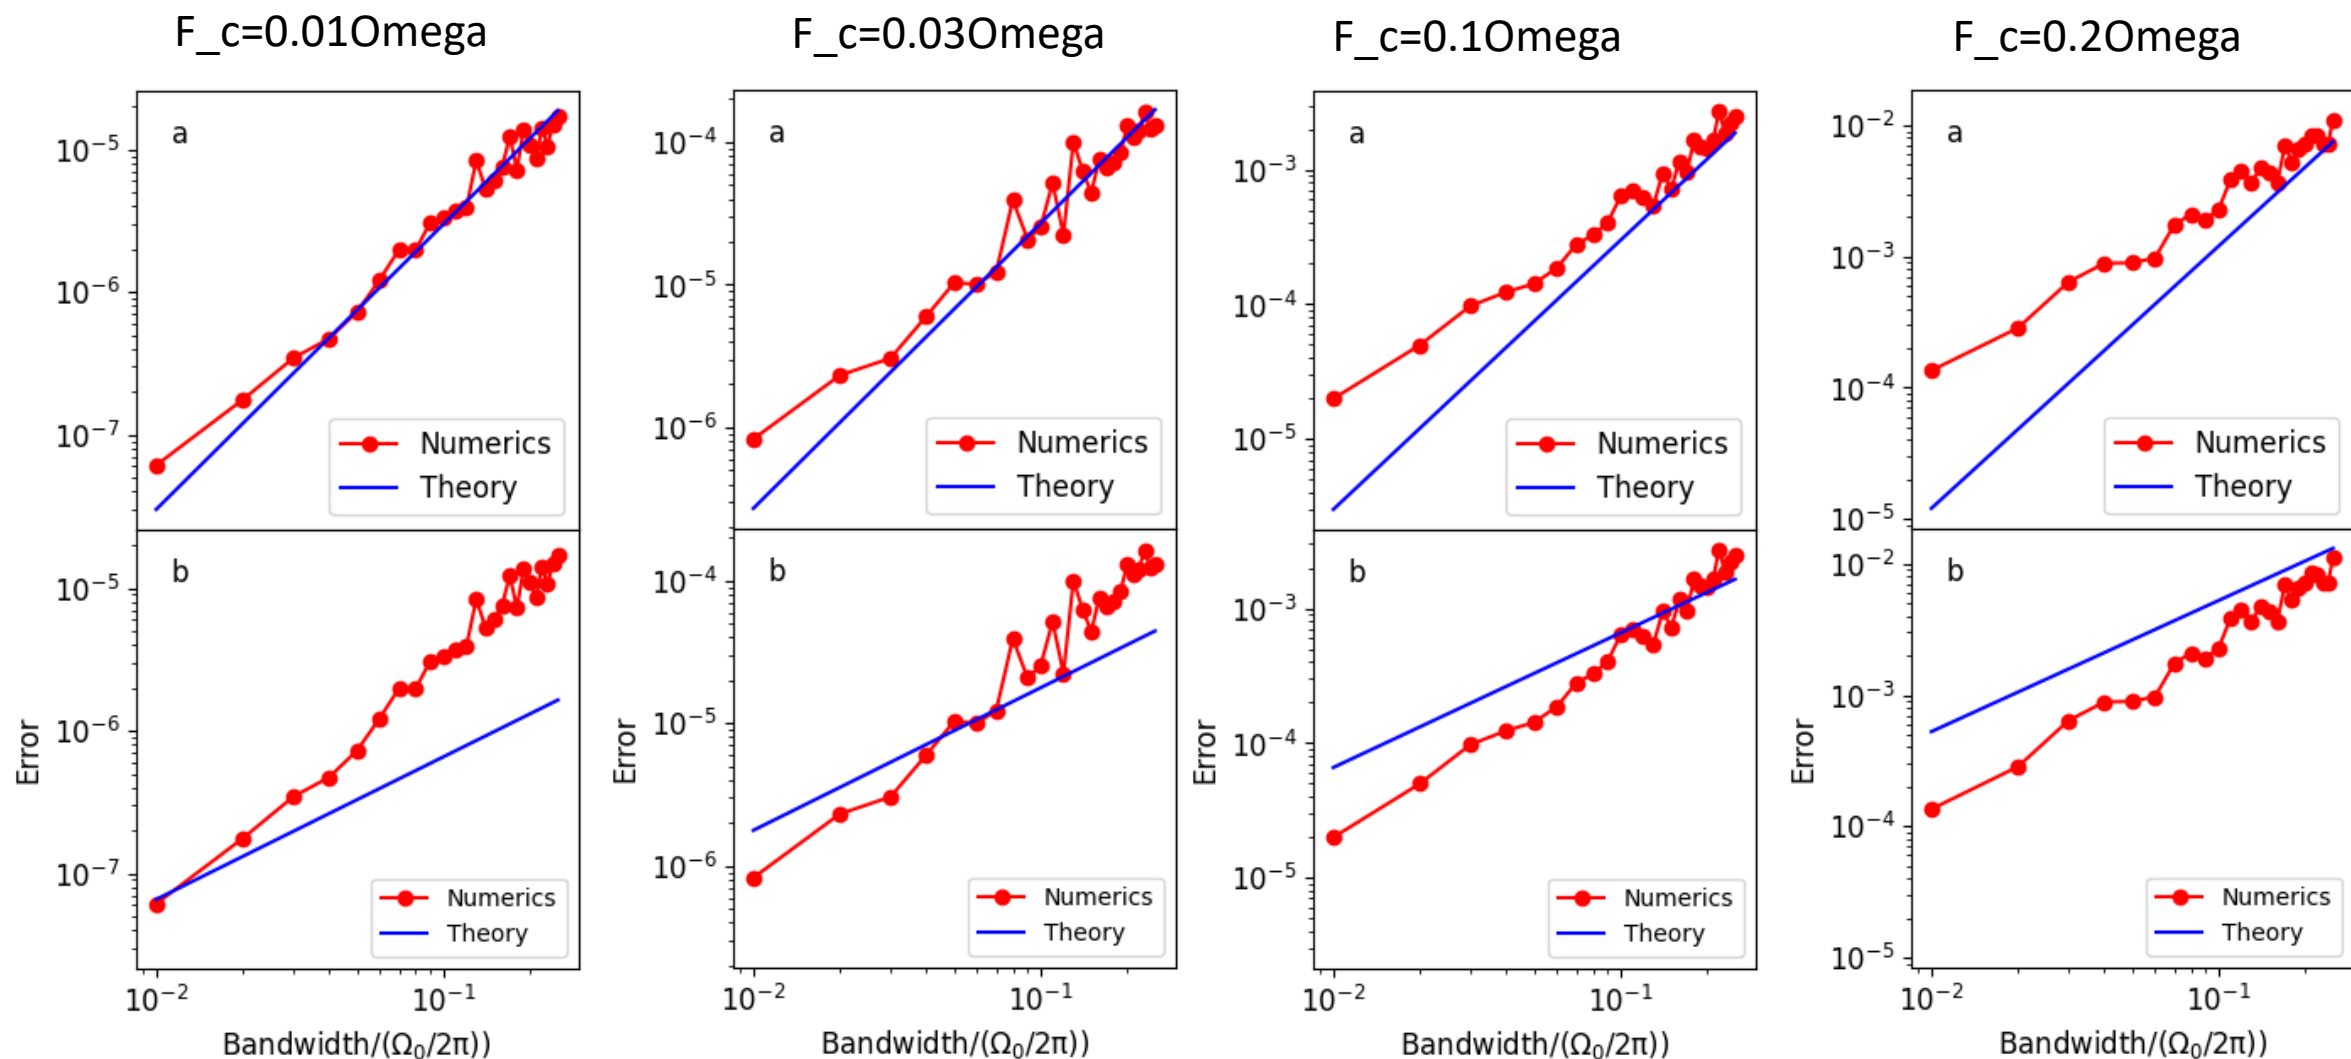 F_c=0.01Omega
F_c=0.03Omega
F_c=0.1Omega
F_c=0.2Omega
a
10⁻⁵
10⁻⁶
10⁻⁷
Numerics
Theory
b
10⁻⁵
10⁻⁶
10⁻⁷
Error
Numerics
Theory
10⁻²
10⁻¹
Bandwidth/(Ω₀/2π))
a
10⁻⁴
10⁻⁵
10⁻⁶
Numerics
Theory
b
10⁻⁴
10⁻⁵
10⁻⁶
Error
Numerics
Theory
10⁻²
10⁻¹
Bandwidth/(Ω₀/2π))
a
10⁻³
10⁻⁴
10⁻⁵
Numerics
Theory
b
10⁻³
10⁻⁴
10⁻⁵
Error
Numerics
Theory
10⁻²
10⁻¹
Bandwidth/(Ω₀/2π))
a
10⁻²
10⁻³
10⁻⁴
10⁻⁵
Numerics
Theory
b
10⁻²
10⁻³
10⁻⁴
10⁻⁵
Error
Numerics
Theory
10⁻²
10⁻¹
Bandwidth/(Ω₀/2π))